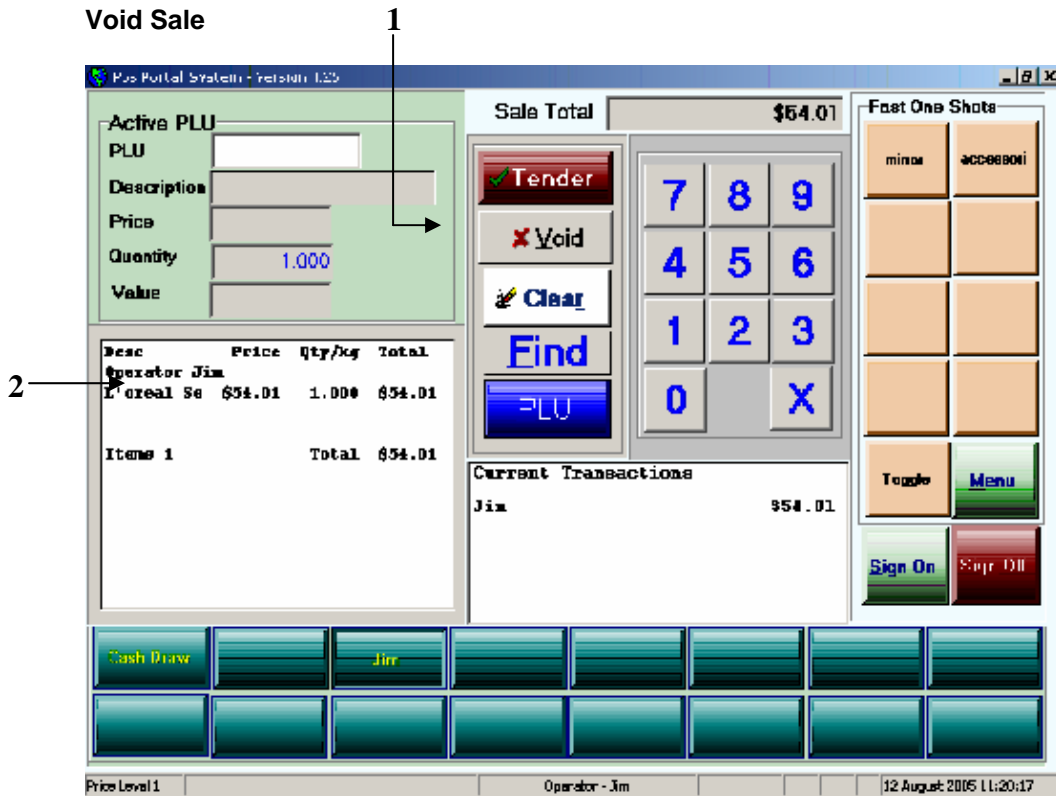 Void Sale
1
Pos Portal System - Version 1.25
Active PLU
PLU
Description
Price
Quantity 1.000
Value
Sale Total $54.01
Tender
Void
Clear
Find
PLU
7 8 9
4 5 6
1 2 3
0 X
Fast One Shots
minor accessori
Toggle Menu
Sign On Sign Off
2
Desc Price Qty/kg Total
Operator Jim
L'oreal Se $54.01 1.000 $54.01
Items 1 Total $54.01
Current Transactions
Jim $54.01
Cash Draw Jim
Price Level 1 Operator - Jim 12 August 2005 11:20:17